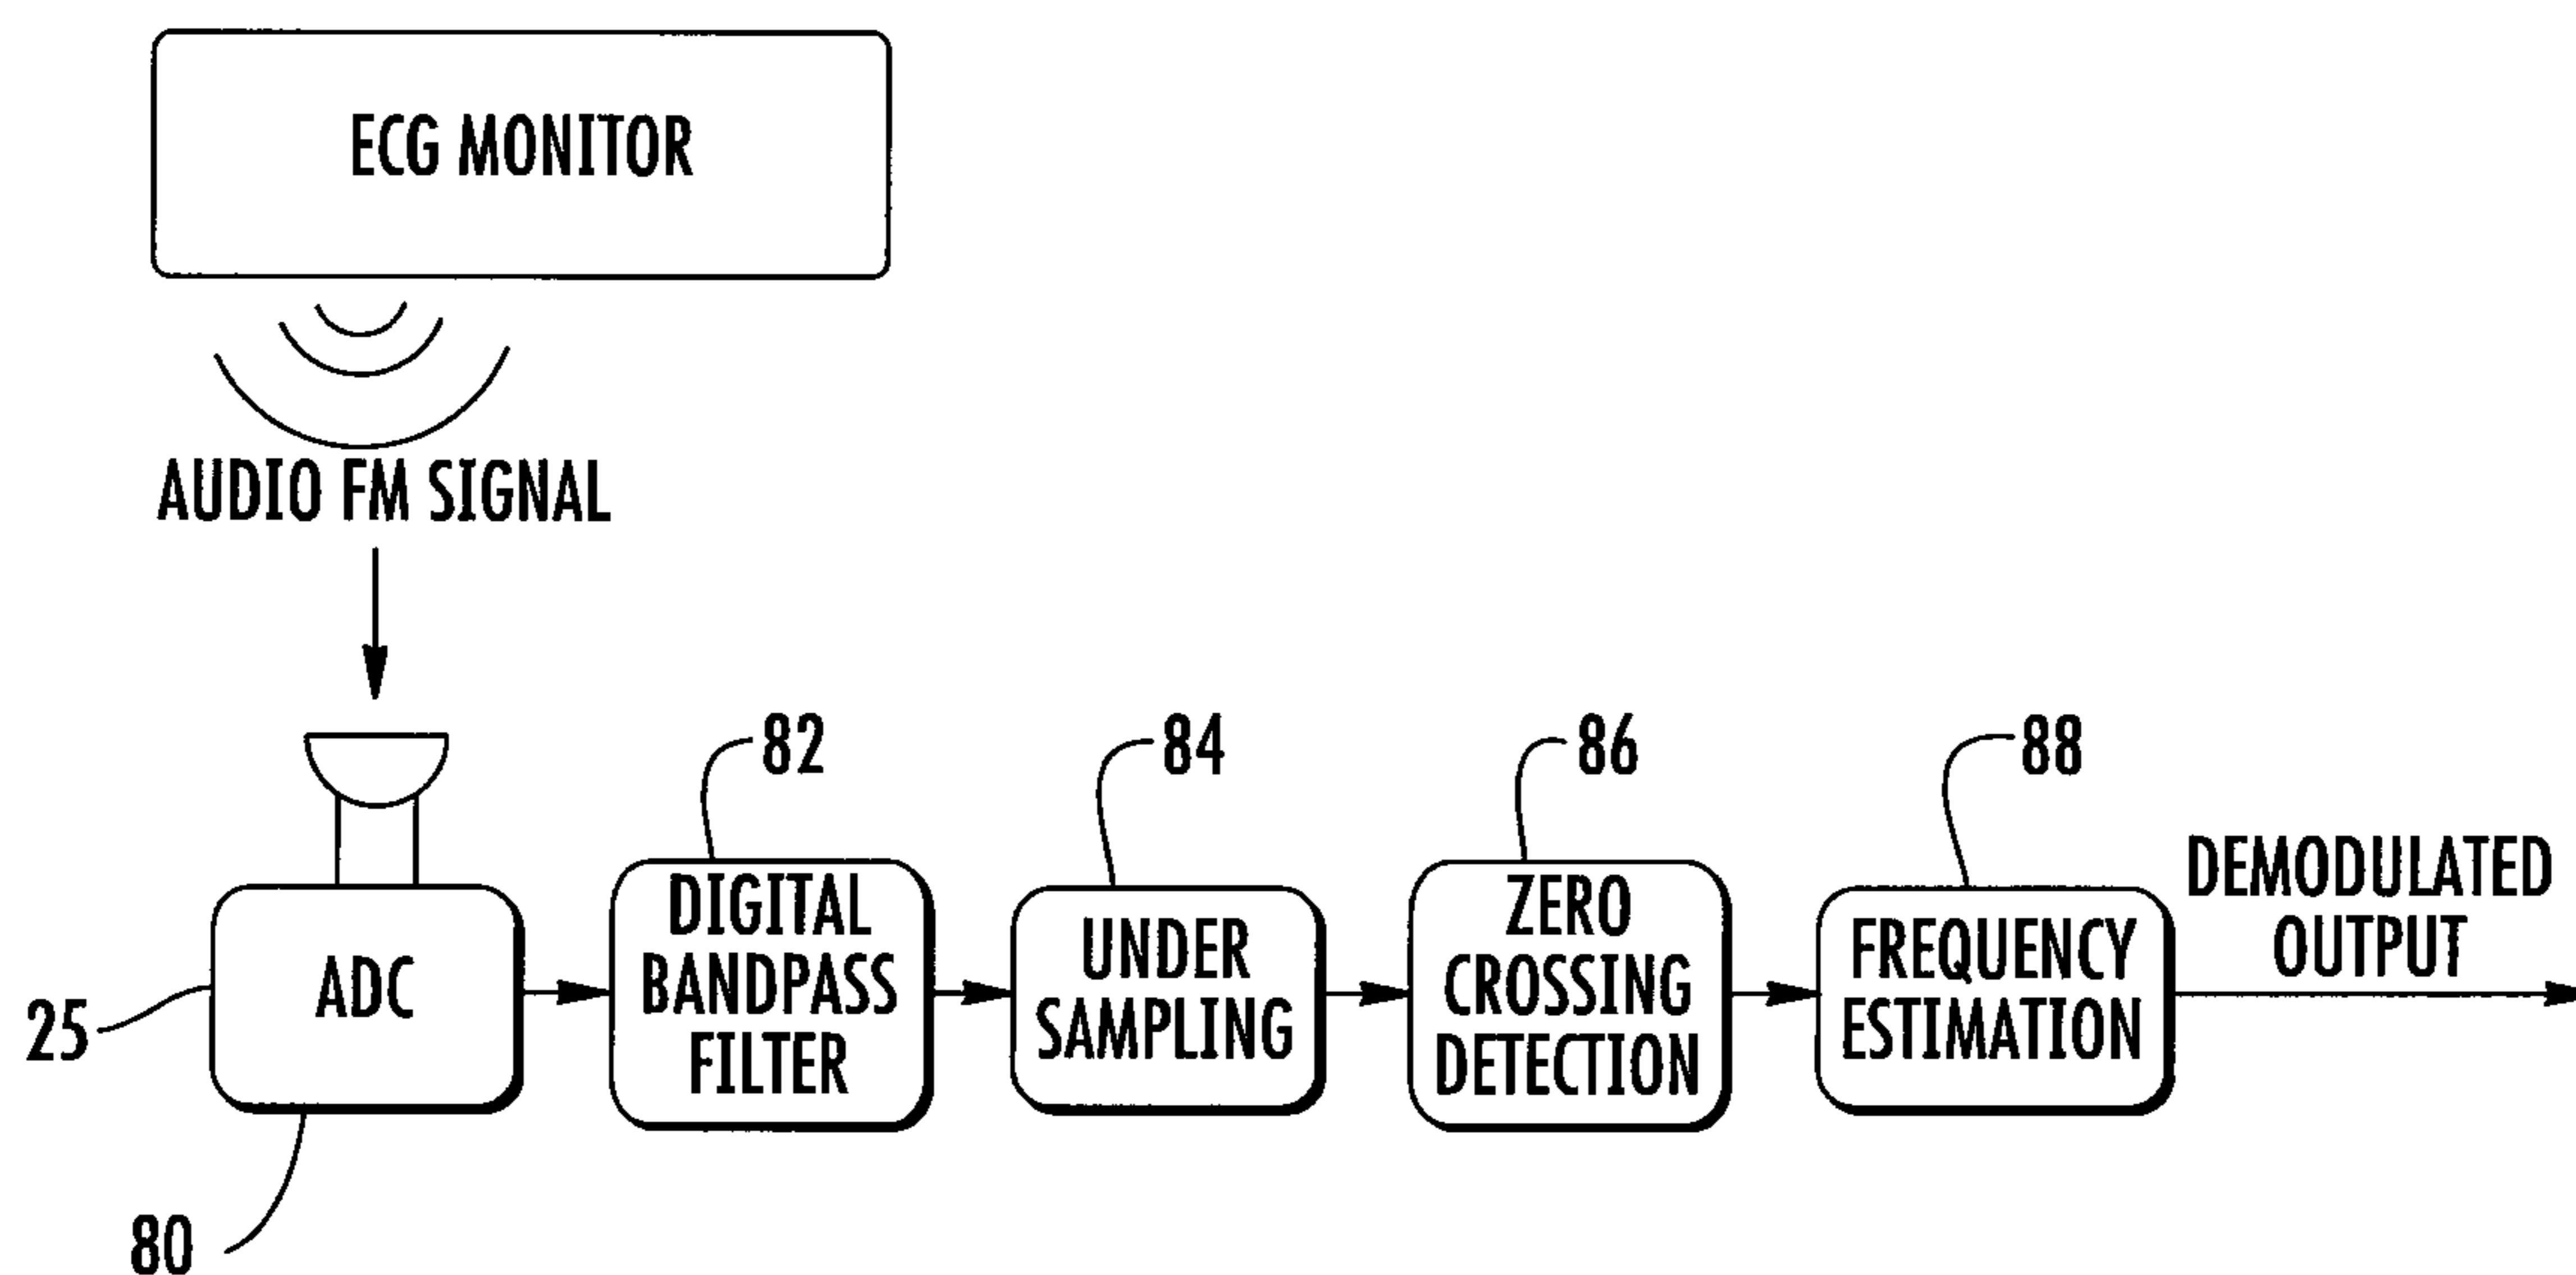 ECG MONITOR
AUDIO FM SIGNAL
82
84
86
88
25
ADC
80
DIGITAL
BANDPASS
FILTER
UNDER
SAMPLING
ZERO
CROSSING
DETECTION
FREQUENCY
ESTIMATION
DEMODULATED
OUTPUT